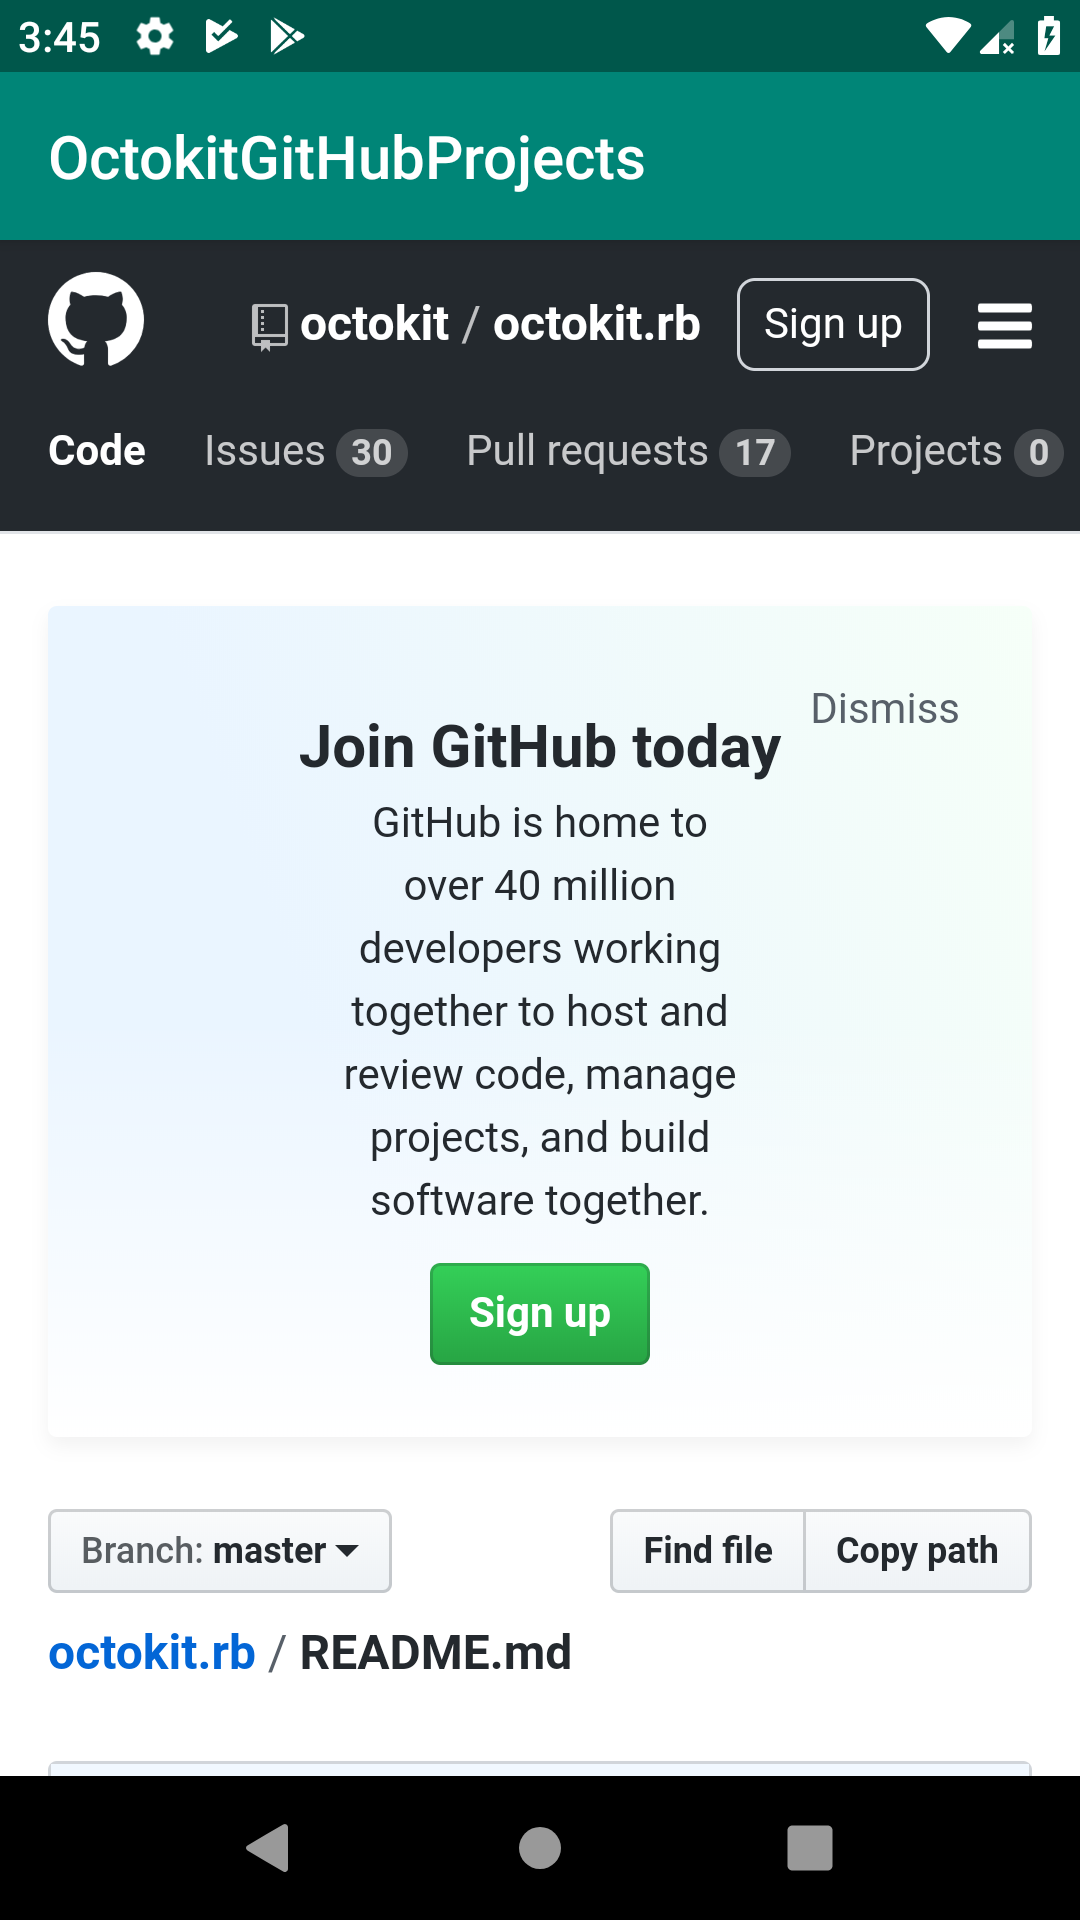 3:45
OctokitGitHubProjects
octokit / octokit.rb Sign up
Code Issues 30 Pull requests 17 Projects 0
Dismiss
Join GitHub today
GitHub is home to
over 40 million
developers working
together to host and
review code, manage
projects, and build
software together.
Sign up
Branch: master Find file Copy path
octokit.rb / README.md